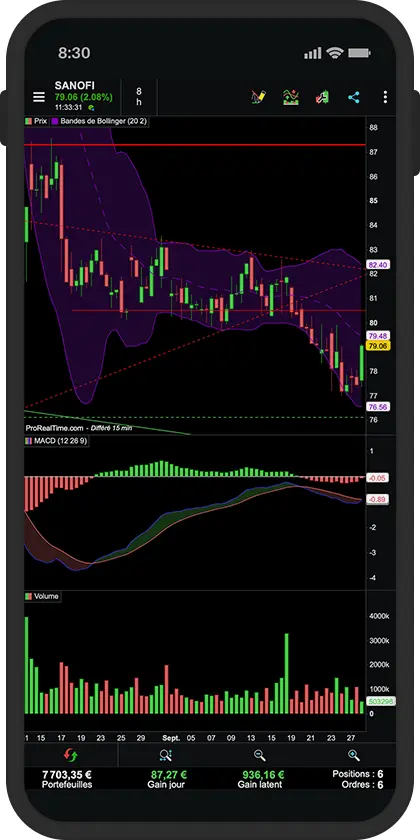 8:30
SANOFI
79.06 (2.08%)
11:33:31
8
h
Prix Bandes de Bollinger (20 2)
88
87
86
85
84
83
82.40
82
81
80
79.48
79.06
78
77
76.56
76
ProRealTime.com - Différé 15 min
MACD (12 26 9)
1
-0.05
-0.89
-2
-3
-4
Volume
4000k
3000k
2000k
1000k
503296
0
1 15 17 19 23 25 29 31 Sept. 05 07 09 13 15 19 21 23 27
7 703,35 € 87,27 € 936,16 € Positions : 6
Portefeuilles Gain jour Gain latent Ordres : 6